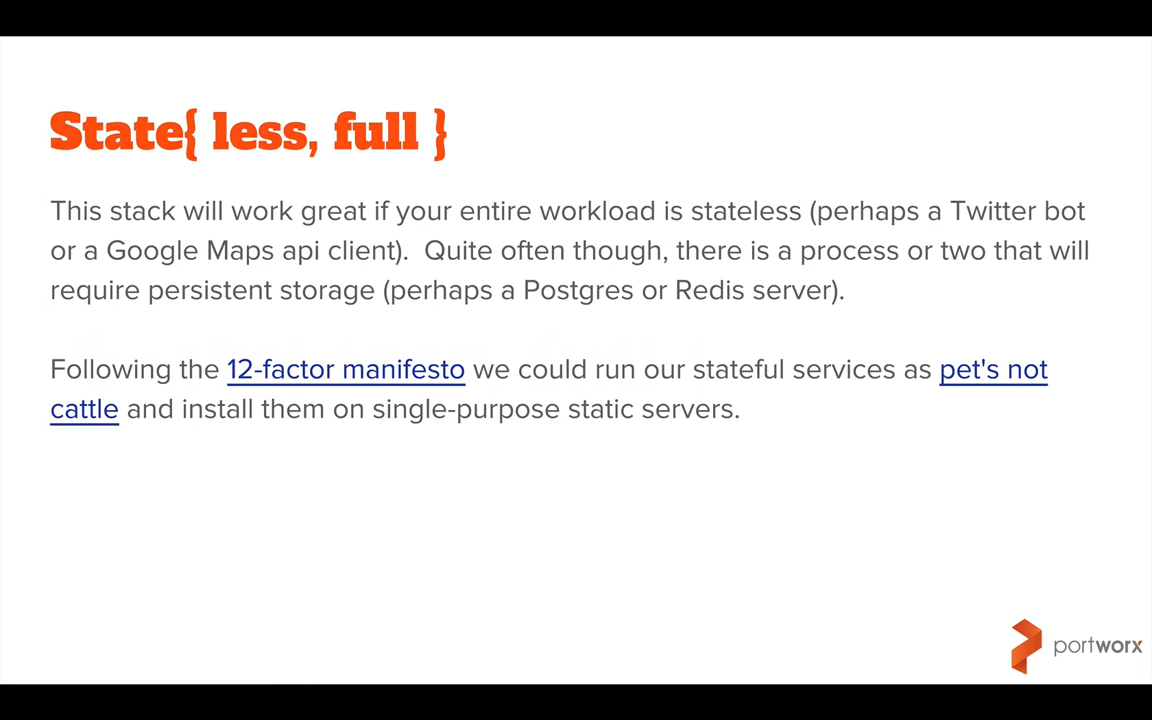 State{ less, full }
This stack will work great if your entire workload is stateless (perhaps a Twitter bot
or a Google Maps api client).  Quite often though, there is a process or two that will
require persistent storage (perhaps a Postgres or Redis server).
Following the 12-factor manifesto we could run our stateful services as pet's not
cattle and install them on single-purpose static servers.
portworx